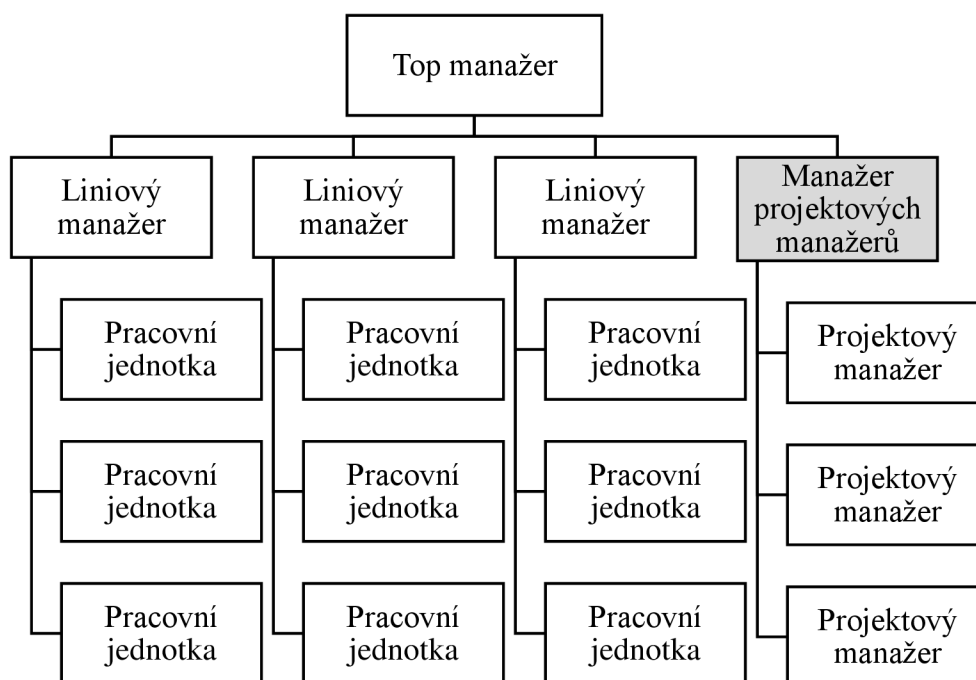 Top manažer
Liniový
manažer
Liniový
manažer
Liniový
manažer
Manažer
projektových
manažerů
Pracovní
jednotka
Pracovní
jednotka
Pracovní
jednotka
Projektový
manažer
Pracovní
jednotka
Pracovní
jednotka
Pracovní
jednotka
Projektový
manažer
Pracovní
jednotka
Pracovní
jednotka
Pracovní
jednotka
Projektový
manažer